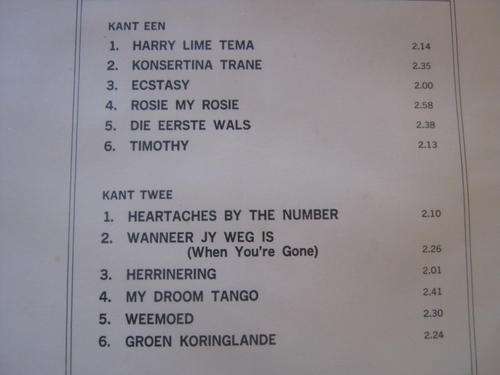 KANT EEN
1. HARRY LIME TEMA 2.14
2. KONSERTINA TRANE 2.35
3. ECSTASY 2.00
4. ROSIE MY ROSIE 2.58
5. DIE EERSTE WALS 2.38
6. TIMOTHY 2.13
KANT TWEE
1. HEARTACHES BY THE NUMBER 2.10
2. WANNEER JY WEG IS
(When You're Gone) 2.26
3. HERRINERING 2.01
4. MY DROOM TANGO 2.41
5. WEEMOED 2.30
6. GROEN KORINGLANDE 2.24